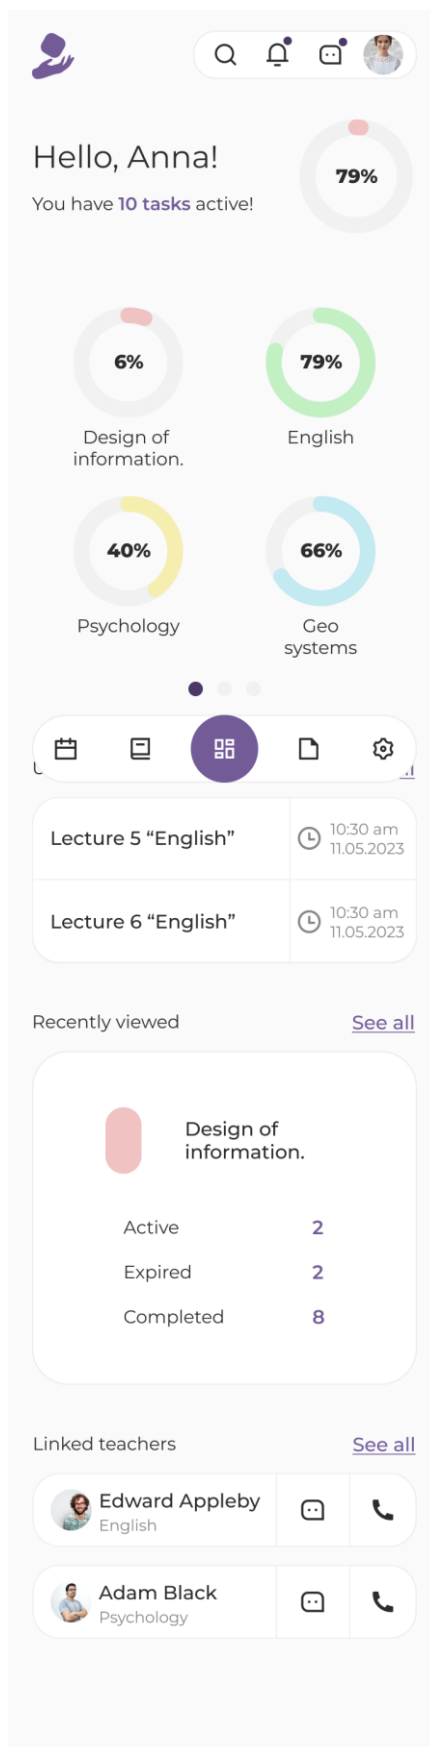 Hello, Anna!
You have 10 tasks active!
79%
6%
Design of
information.
79%
English
40%
Psychology
66%
Geo
systems
Lecture 5 “English”
10:30 am
11.05.2023
Lecture 6 “English”
10:30 am
11.05.2023
Recently viewed
See all
Design of
information.
Active 2
Expired 2
Completed 8
Linked teachers
See all
Edward Appleby
English
Adam Black
Psychology